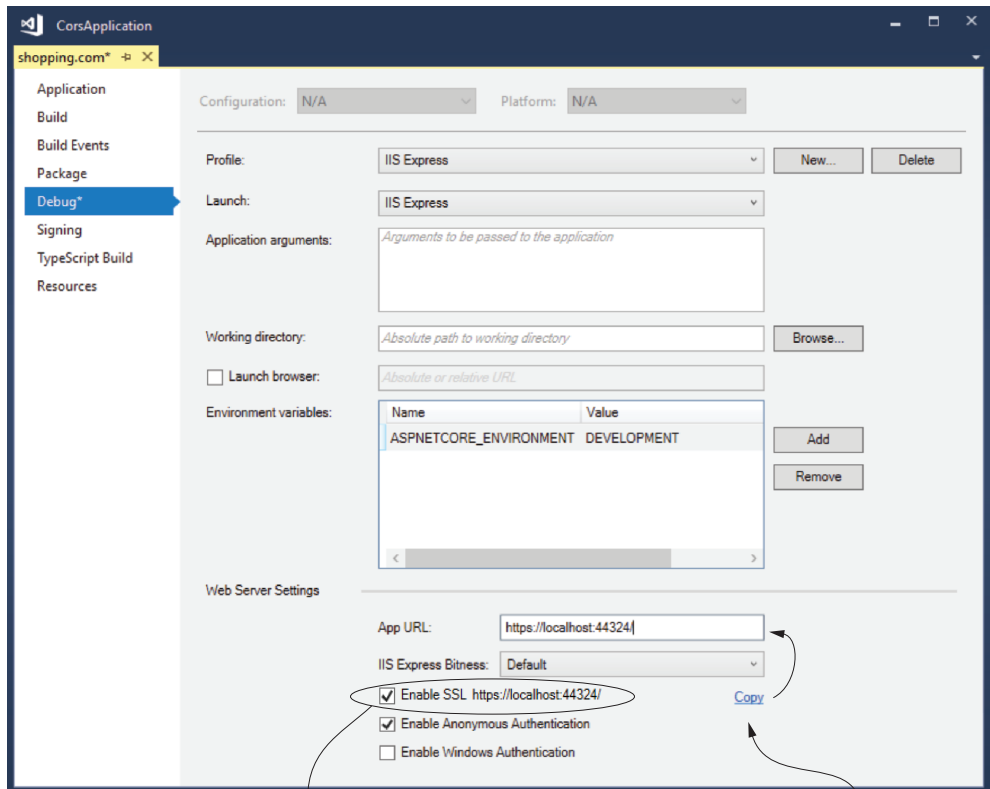 CorsApplication
shopping.com*
Application
Build
Build Events
Package
Debug*
Signing
TypeScript Build
Resources
Configuration: N/A Platform: N/A
Profile: IIS Express New... Delete
Launch: IIS Express
Application arguments: Arguments to be passed to the application
Working directory: Absolute path to working directory Browse...
Launch browser: Absolute or relative URL
Environment variables: Name Value
ASPNETCORE_ENVIRONMENT DEVELOPMENT Add
Remove
Web Server Settings
App URL: https://localhost:44324/
IIS Express Bitness: Default
Enable SSL https://localhost:44324/ Copy
Enable Anonymous Authentication
Enable Windows Authentication